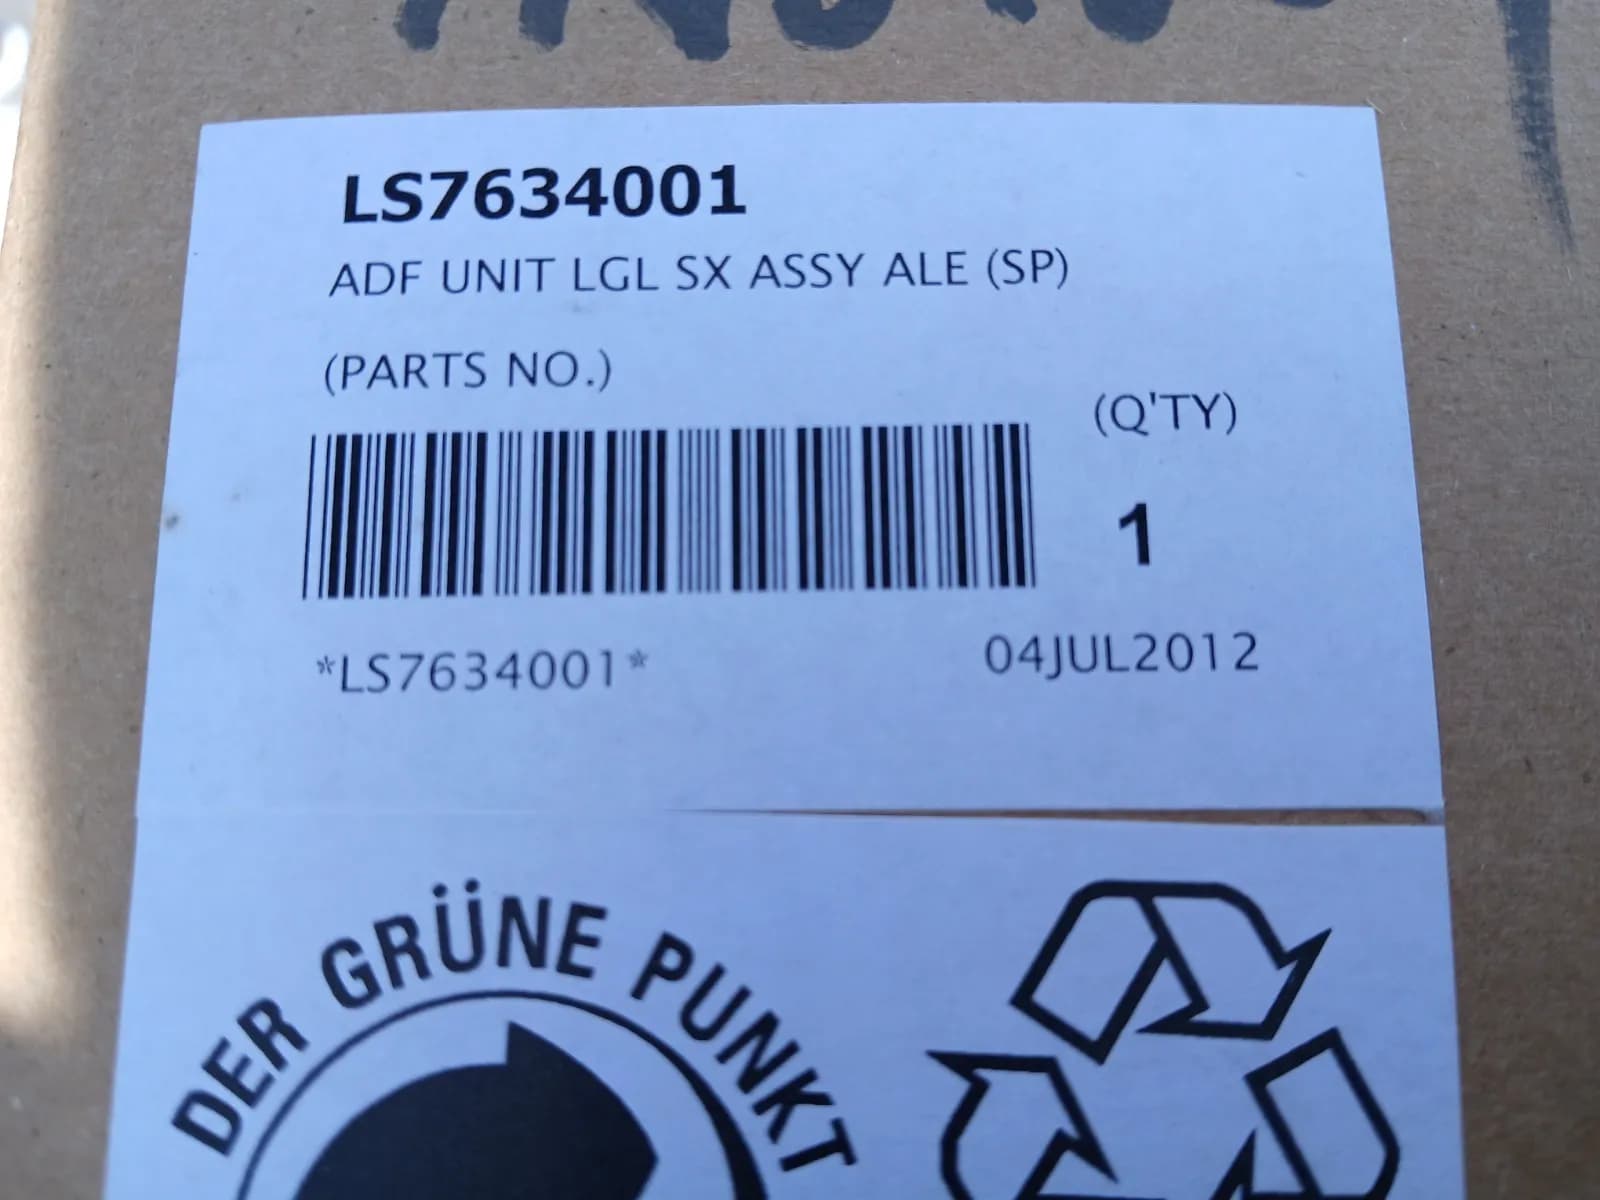 LS7634001
ADF UNIT LGL SX ASSY ALE (SP)
(PARTS NO.)
(Q'TY)
1
*LS7634001*
04JUL2012
DER GRÜNE PUNKT